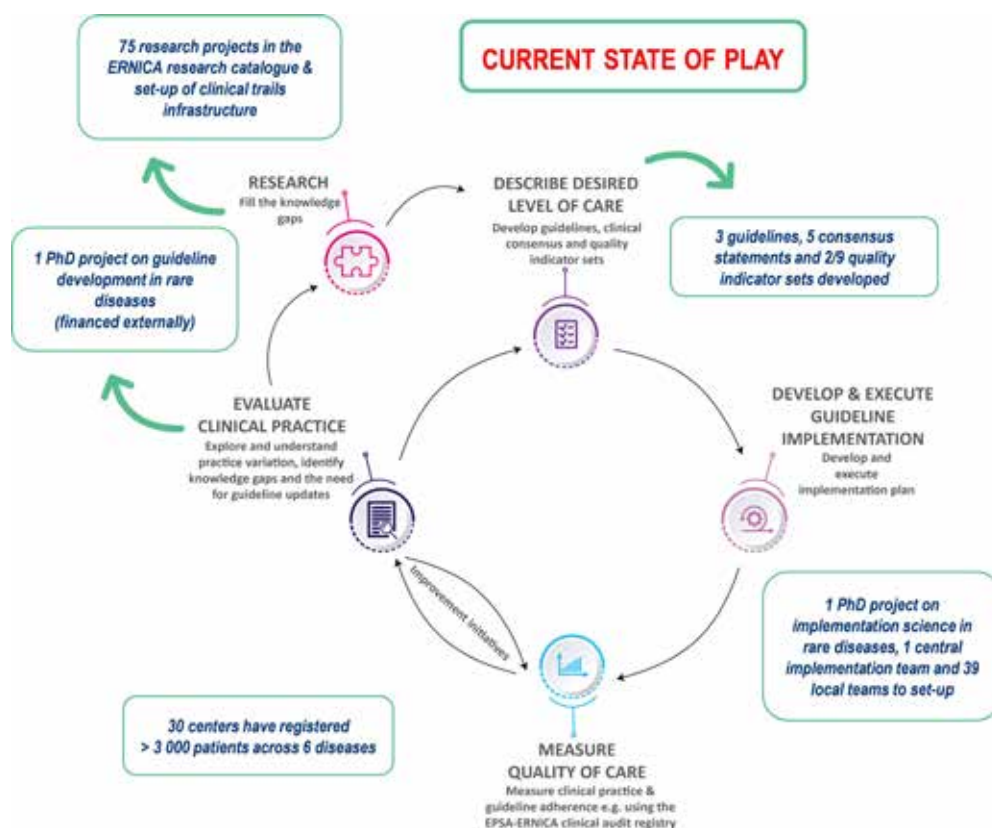 75 research projects in the
ERNICA research catalogue &
set-up of clinical trails
infrastructure
CURRENT STATE OF PLAY
RESEARCH
Fill the knowledge
gaps
DESCRIBE DESIRED
LEVEL OF CARE
Develop guidelines, clinical
consensus and quality
indicator sets
3 guidelines, 5 consensus
statements and 2/9 quality
indicator sets developed
1 PhD project on guideline
development in rare
diseases
(financed externally)
EVALUATE
CLINICAL PRACTICE
Explore and understand
practice variation, identify
knowledge gaps and the need
for guideline updates
DEVELOP & EXECUTE
GUIDELINE
IMPLEMENTATION
Develop and
execute
implementation plan
Improvement initiatives
1 PhD project on
implementation science in
rare diseases, 1 central
implementation team and 39
local teams to set-up
30 centers have registered
> 3 000 patients across 6 diseases
MEASURE
QUALITY OF CARE
Measure clinical practice &
guideline adherence e.g. using the
EPSA-ERNICA clinical audit registry